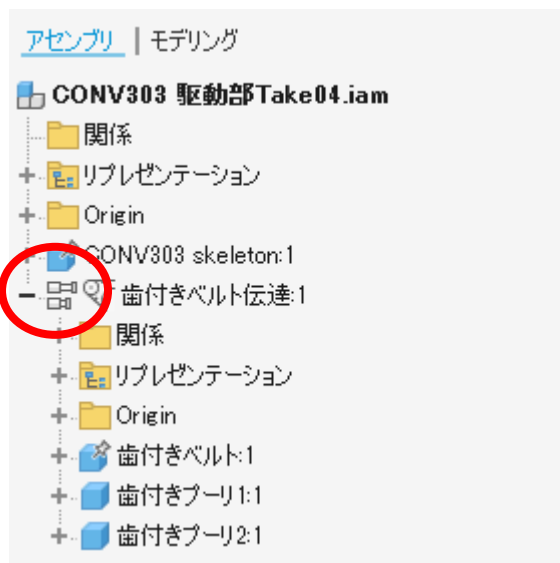 アセンブリ | モデリング
CONV303 駆動部Take04.iam
関係
リプレゼンテーション
Origin
CONV303 skeleton:1
歯付きベルト伝達:1
関係
リプレゼンテーション
Origin
歯付きベルト:1
歯付きプーリ1:1
歯付きプーリ2:1